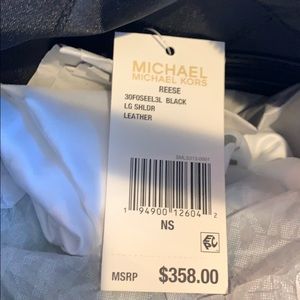 MICHAEL
MICHAEL KORS
REESE
30F0SEEL3L BLACK
LG SHLDR
LEATHER
1 94900 12604 2
NS
MSRP $358.00